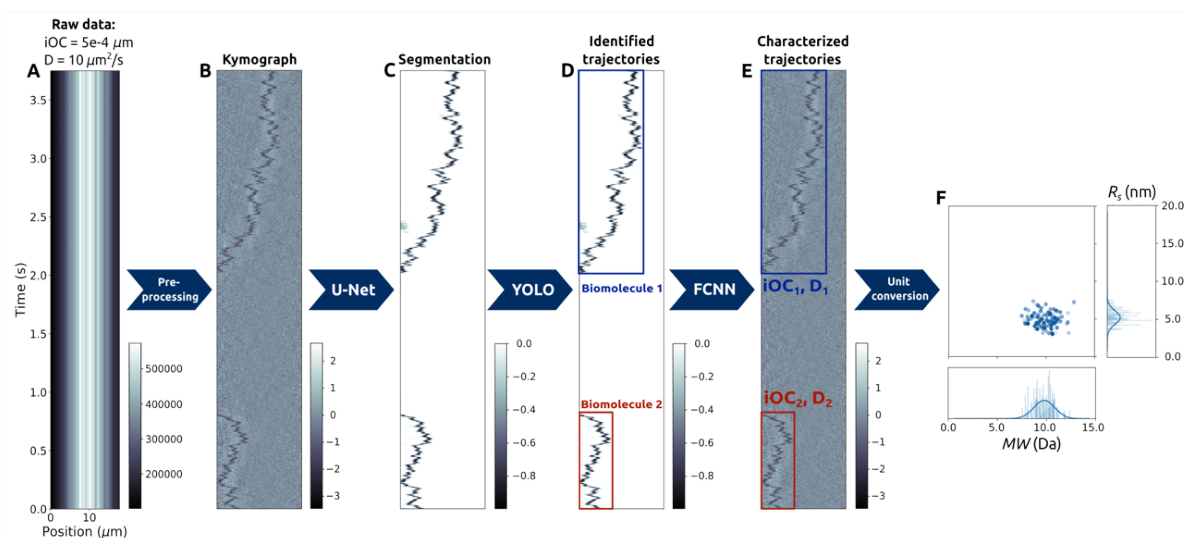 Raw data:
iOC = 5e-4 μm
D = 10 μm²/s
A
B
Kymograph
C
Segmentation
D
Identified
trajectories
E
Characterized
trajectories
F
Time (s)
3.5
3.0
2.5
2.0
1.5
1.0
0.5
0.0
0
10
Position (μm)
Pre-
processing
500000
400000
300000
200000
100000
U-Net
2
1
0
−1
−2
−3
YOLO
0.0
−0.2
−0.4
−0.6
−0.8
Biomolecule 1
Biomolecule 2
FCNN
0.0
−0.2
−0.4
−0.6
−0.8
iOC₁, D₁
iOC₂, D₂
Unit
conversion
2
1
0
−1
−2
−3
Rₛ (nm)
20.0
15.0
10.0
5.0
0.0
0.0
5.0
10.0
15.0
MW (Da)